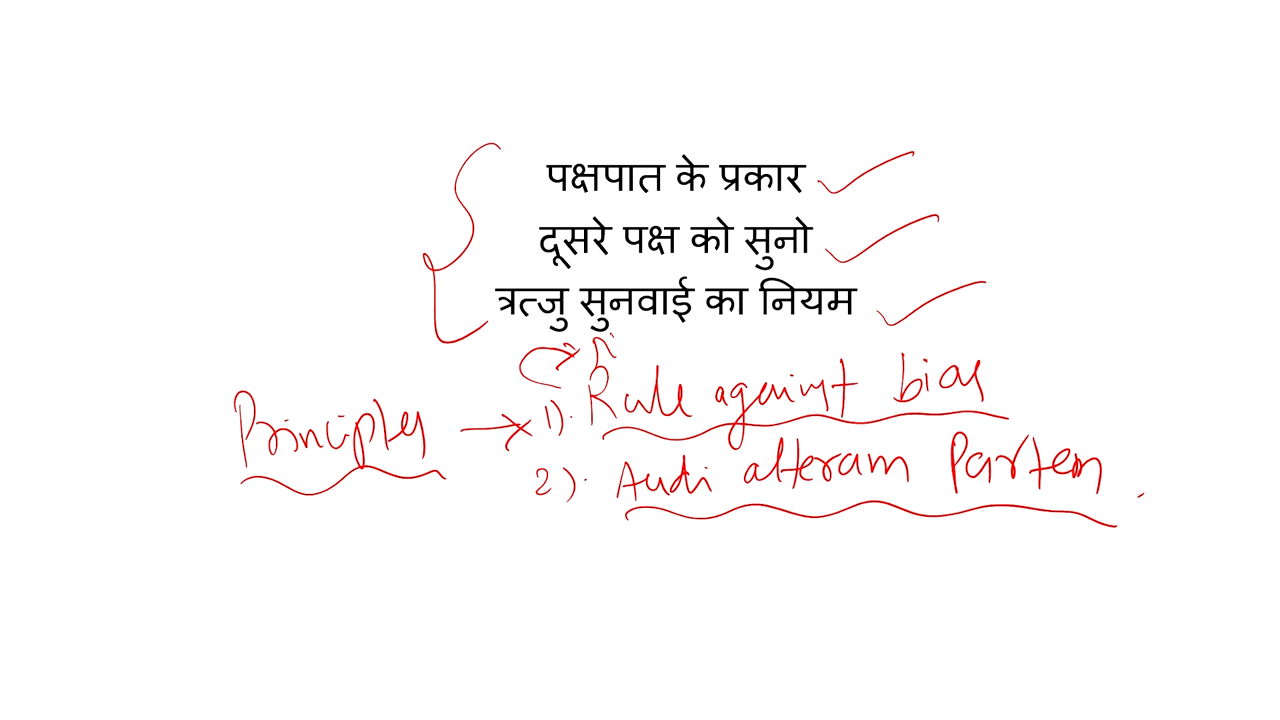 पक्षपात के प्रकार
दूसरे पक्ष को सुनो
त्रत्जु सुनवाई का नियम
Principles → 1). Rule against bias
2). Audi alteram Partem